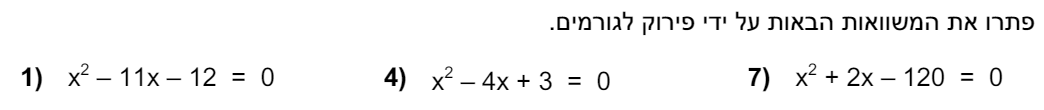 פתרו את המשוואות הבאות על ידי פירוק לגורמים.
1) x² – 11x – 12 = 0 4) x² – 4x + 3 = 0 7) x² + 2x – 120 = 0